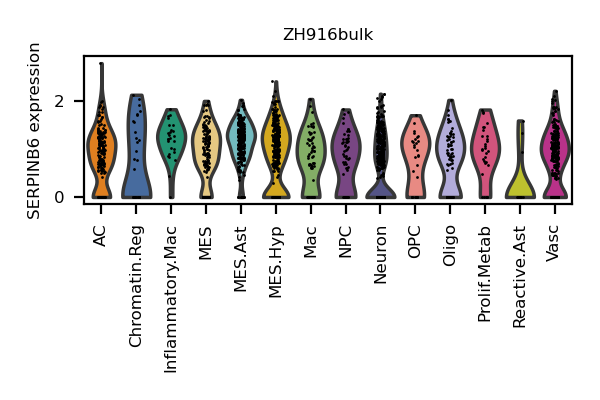 ZH916bulk
SERPINB6 expression
2
0
AC
Chromatin.Reg
Inflammatory.Mac
MES
MES.Ast
MES.Hyp
Mac
NPC
Neuron
OPC
Oligo
Prolif.Metab
Reactive.Ast
Vasc